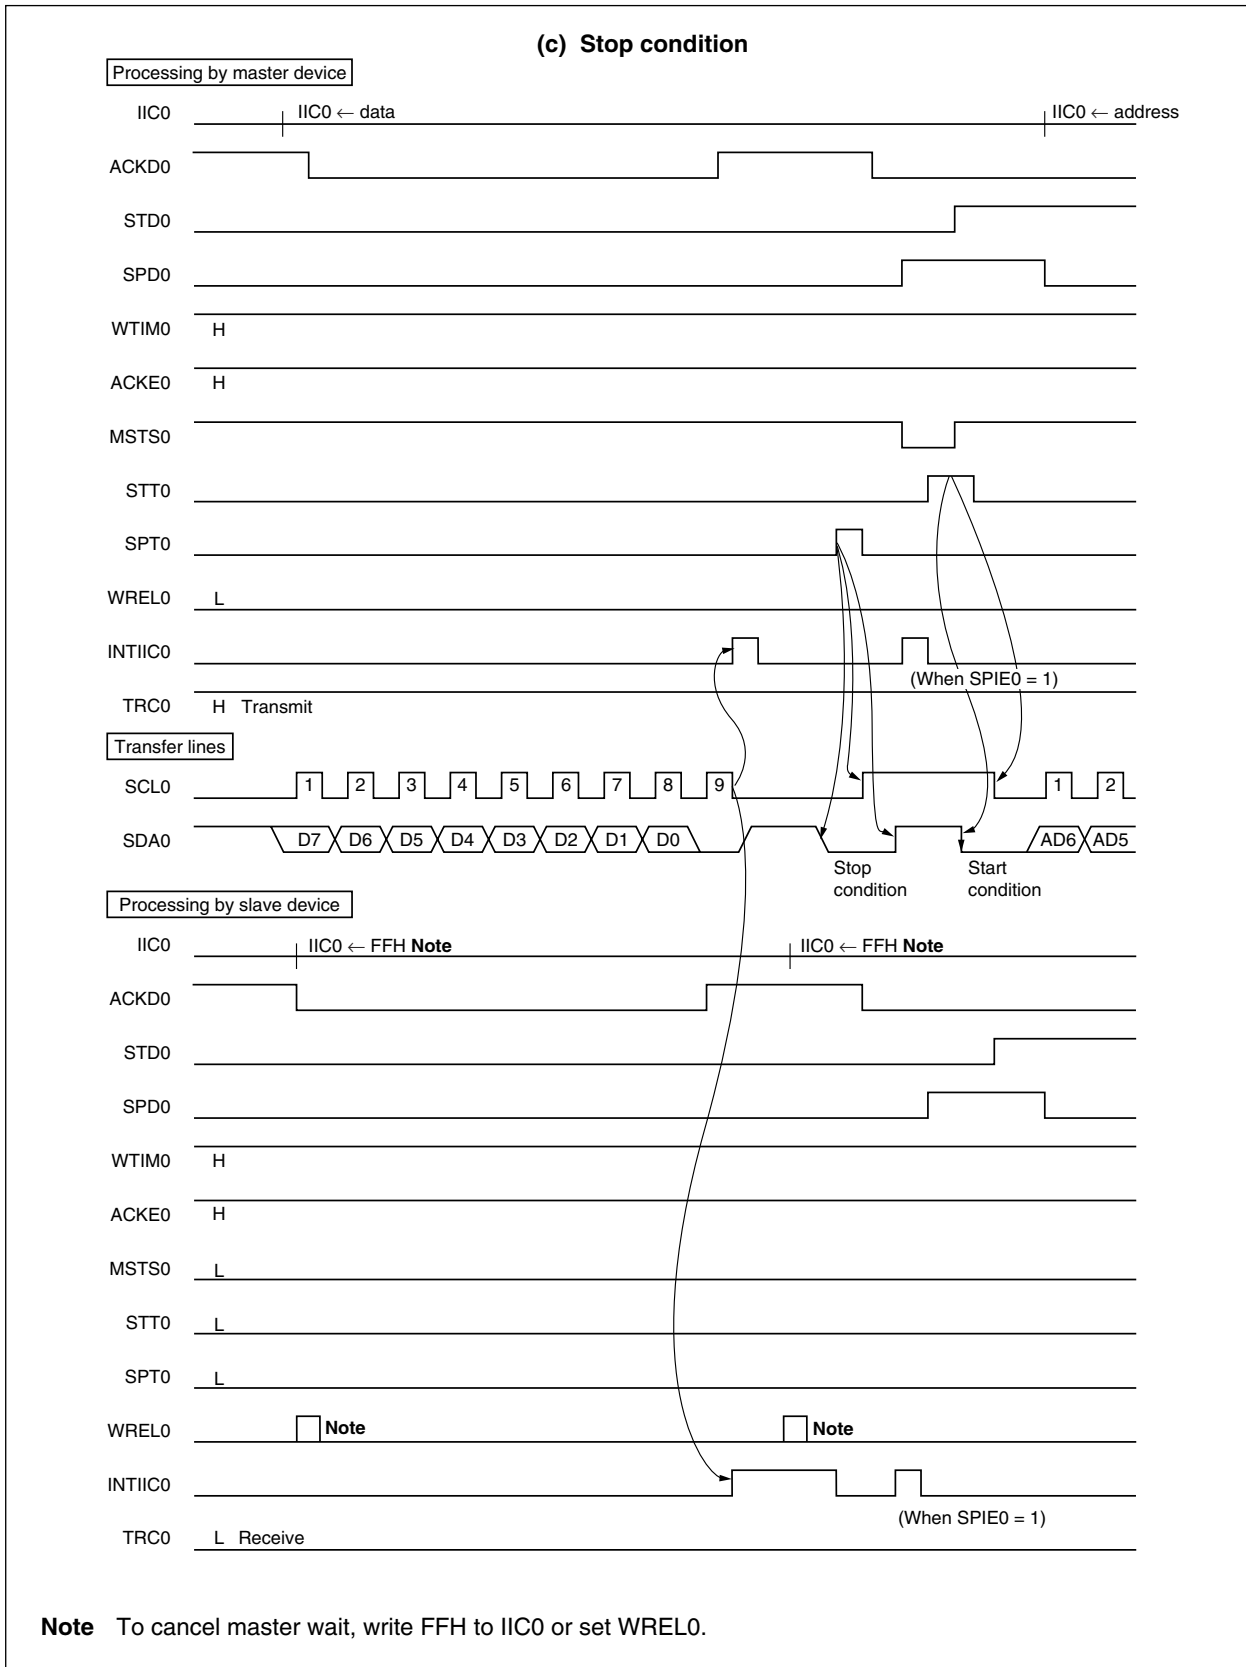 (c) Stop condition
Processing by master device
IIC0 IIC0 ← data IIC0 ← address
ACKD0
STD0
SPD0
WTIM0 H
ACKE0 H
MSTS0
STT0
SPT0
WREL0 L
INTIIC0
(When SPIE0 = 1)
TRC0 H Transmit
Transfer lines
SCL0 1 2 3 4 5 6 7 8 9 1 2
SDA0 D7 D6 D5 D4 D3 D2 D1 D0 AD6 AD5
Stop Start
condition condition
Processing by slave device
IIC0 IIC0 ← FFH Note IIC0 ← FFH Note
ACKD0
STD0
SPD0
WTIM0 H
ACKE0 H
MSTS0 L
STT0 L
SPT0 L
WREL0 Note Note
INTIIC0
(When SPIE0 = 1)
TRC0 L Receive
Note To cancel master wait, write FFH to IIC0 or set WREL0.